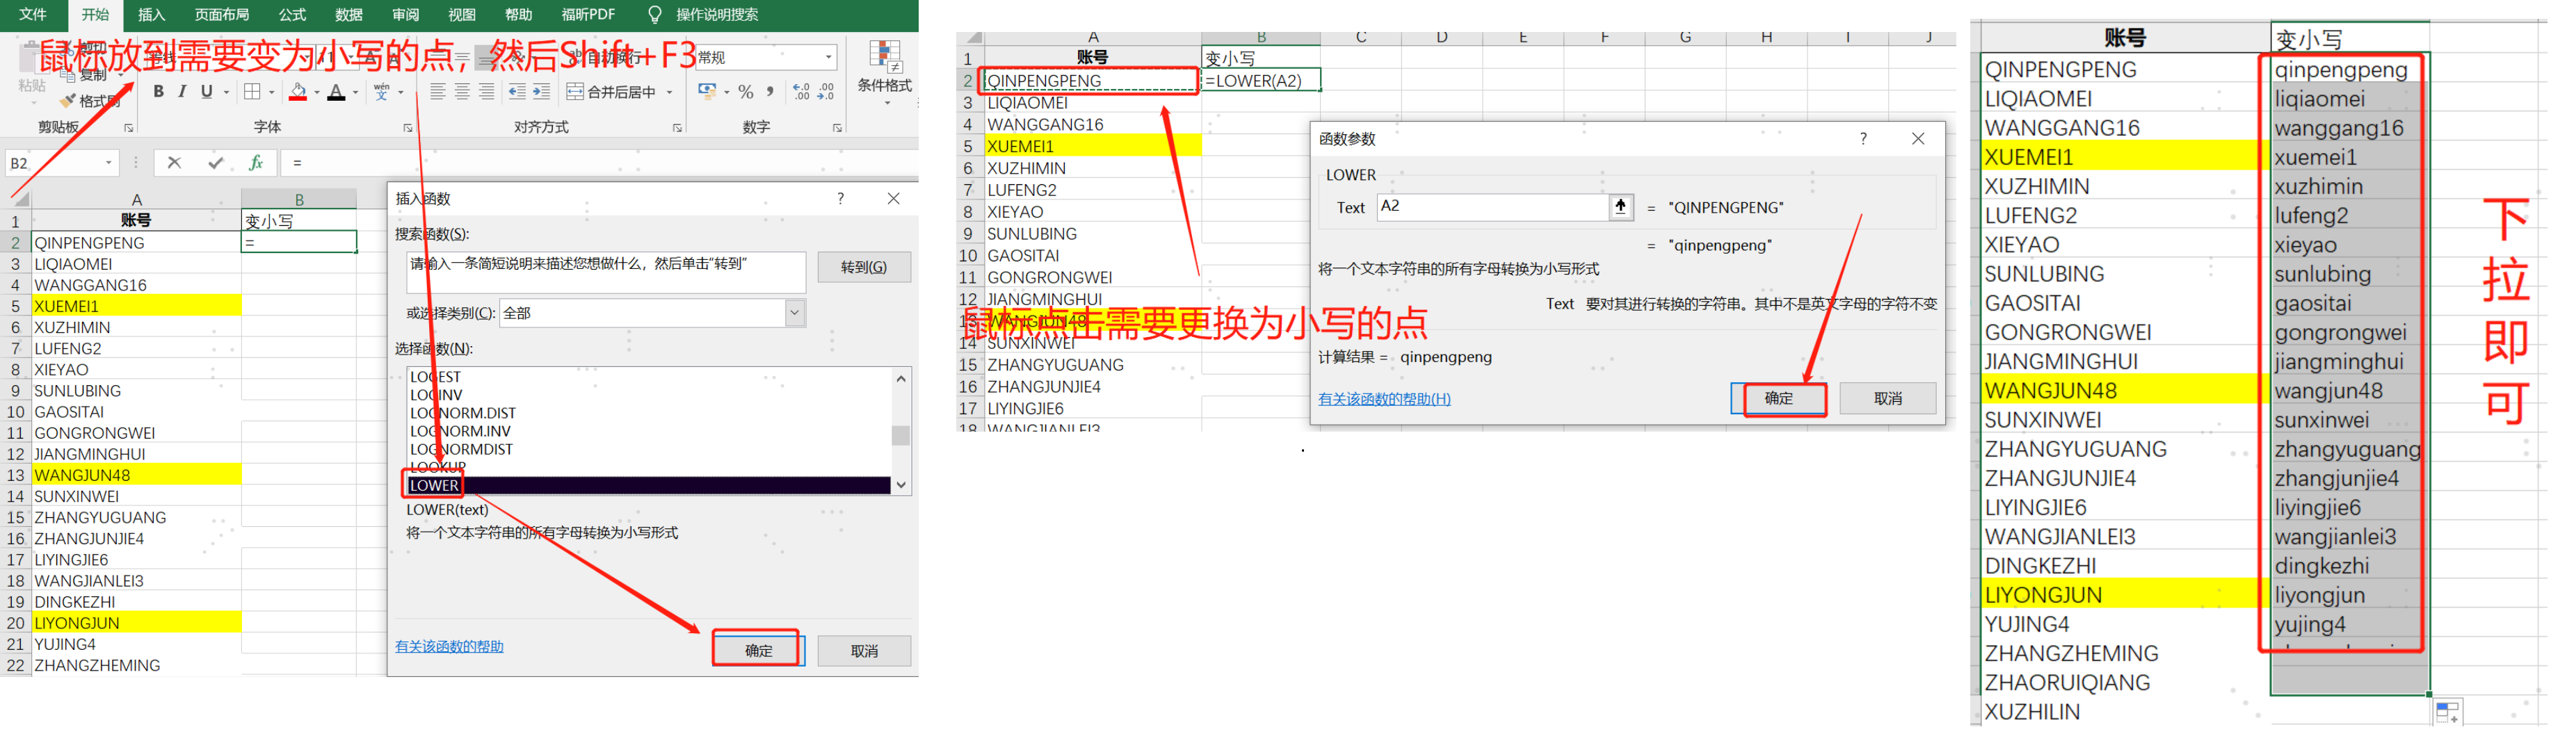 文件 开始 插入 页面布局 公式 数据 审阅 视图 帮助 福昕PDF 操作说明搜索
鼠标放到需要变为小写的点，然后Shift+F3
剪切
复制
粘贴
格式刷
自动换行
常规
B I U A wén 文
合并后居中
% , .00
条件格式
剪贴板 字体 对齐方式 数字
B2 fx =
A B
1 账号 变小写
2 QINPENGPENG =
3 LIQIAOMEI
4 WANGGANG16
5 XUEMEI1
6 XUZHIMIN
7 LUFENG2
8 XIEYAO
9 SUNLUBING
10 GAOSITAI
11 GONGRONGWEI
12 JIANGMINGHUI
13 WANGJUN48
14 SUNXINWEI
15 ZHANGYUGUANG
16 ZHANGJUNJIE4
17 LIYINGJIE6
18 WANGJIANLEI3
19 DINGKEZHI
20 LIYONGJUN
21 YUJING4
22 ZHANGZHEMING
插入函数 ?
搜索函数(S):
请输入一条简短说明来描述您想做什么，然后单击“转到”
转到(G)
或选择类别(C): 全部
选择函数(N):
LOGEST
LOGINV
LOGNORM.DIST
LOGNORM.INV
LOGNORMDIST
LOOKUP
LOWER
LOWER(text)
将一个文本字符串的所有字母转换为小写形式
有关该函数的帮助
确定 取消
A B C D E F G H I J
1 账号 变小写
2 QINPENGPENG =LOWER(A2)
3 LIQIAOMEI
4 WANGGANG16
5 XUEMEI1
6 XUZHIMIN
7 LUFENG2
8 XIEYAO
9 SUNLUBING
10 GAOSITAI
11 GONGRONGWEI
12 JIANGMINGHUI
13 WANGJUN48
鼠标点击需要更换为小写的点
14 SUNXINWEI
15 ZHANGYUGUANG
16 ZHANGJUNJIE4
17 LIYINGJIE6
18 WANGJIANLEI3
函数参数 ?
LOWER
Text A2 = "QINPENGPENG"
= "qinpengpeng"
将一个文本字符串的所有字母转换为小写形式
Text 要对其进行转换的字符串。其中不是英文字母的字符不变
计算结果 = qinpengpeng
有关该函数的帮助(H)
确定 取消
账号 变小写
QINPENGPENG qinpengpeng
LIQIAOMEI liqiaomei
WANGGANG16 wanggang16
XUEMEI1 xuemei1
XUZHIMIN xuzhimin
LUFENG2 lufeng2
XIEYAO xieyao
SUNLUBING sunlubing
GAOSITAI gaositai
GONGRONGWEI gongrongwei
JIANGMINGHUI jiangminghui
WANGJUN48 wangjun48
SUNXINWEI sunxinwei
ZHANGYUGUANG zhangyuguang
ZHANGJUNJIE4 zhangjunjie4
LIYINGJIE6 liyingjie6
WANGJIANLEI3 wangjianlei3
DINGKEZHI dingkezhi
LIYONGJUN liyongjun
YUJING4 yujing4
ZHANGZHEMING
ZHAORUIQIANG
XUZHILIN
下拉即可